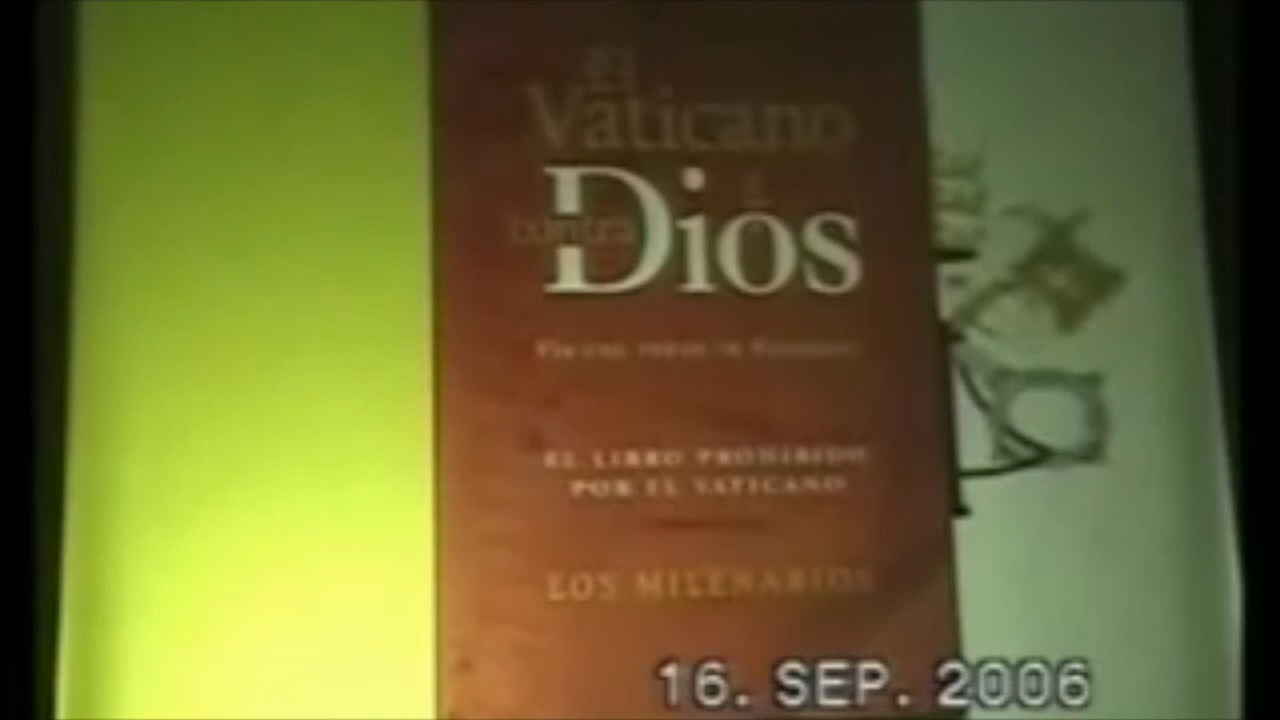 el
Vaticano
contra
Dios
EL LIBRO PROHIBIDO
POR EL VATICANO
LOS MILENARIOS
16. SEP. 2006